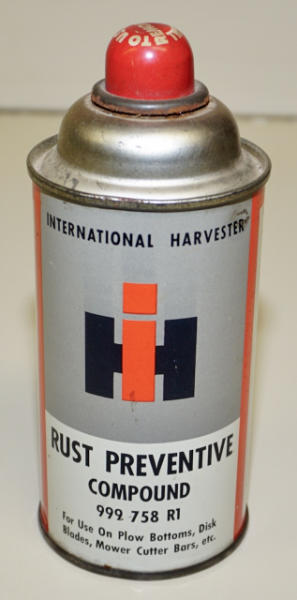 INTERNATIONAL HARVESTER
IH
RUST PREVENTIVE
COMPOUND
992 758 R1
For Use On Plow Bottoms, Disk
Blades, Mower Cutter Bars, etc.